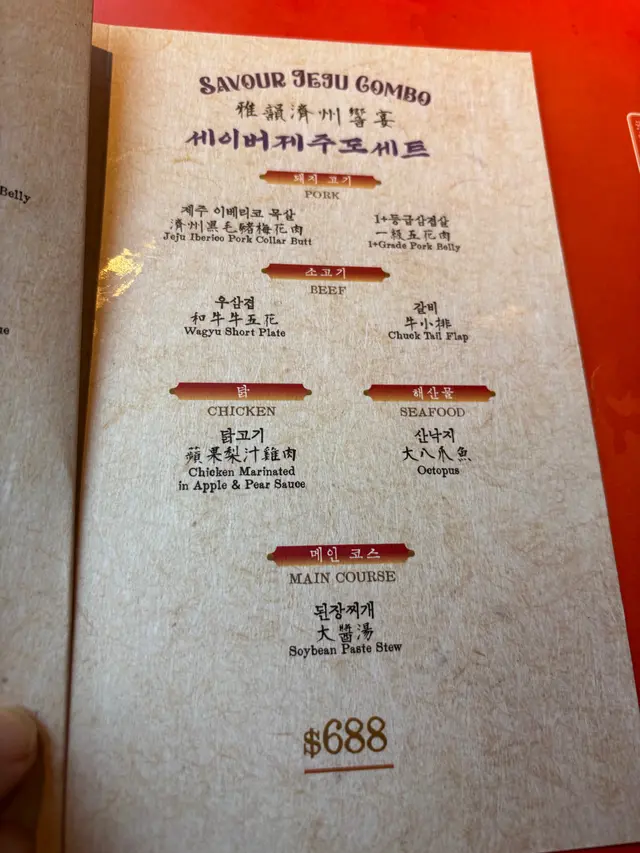 SAVOUR JEJU COMBO
雅韻濟州饗宴
세이버제주도세트
돼지 고기
PORK
제주 이베리코 목살
濟州黑毛豬梅花肉
Jeju Iberico Pork Collar Butt
1+등급삼겹살
一級五花肉
1+Grade Pork Belly
소고기
BEEF
우삼겹
和牛牛五花
Wagyu Short Plate
갈비
牛小排
Chuck Tail Flap
닭
CHICKEN
닭고기
蘋果梨汁雞肉
Chicken Marinated
in Apple & Pear Sauce
해산물
SEAFOOD
산낙지
大八爪魚
Octopus
메인 코스
MAIN COURSE
된장찌개
大醬湯
Soybean Paste Stew
$688
Belly